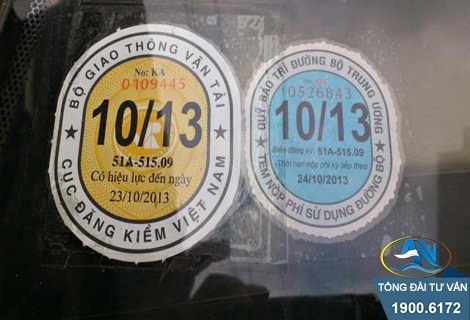 BỘ GIAO THÔNG VẬN TẢI
No: KA
0109445
10/13
51A-515.09
Có hiệu lực đến ngày
23/10/2013
CỤC ĐĂNG KIỂM VIỆT NAM
QUỸ BẢO TRÌ ĐƯỜNG BỘ TRUNG ƯƠNG
10526843
10/13
Biển đăng ký: 51A-515.09
(Thời hạn nộp phí kỳ tiếp theo
24/10/2013
TEM NỘP PHÍ SỬ DỤNG ĐƯỜNG BỘ
TỔNG ĐÀI TƯ VẤN
1900.6172